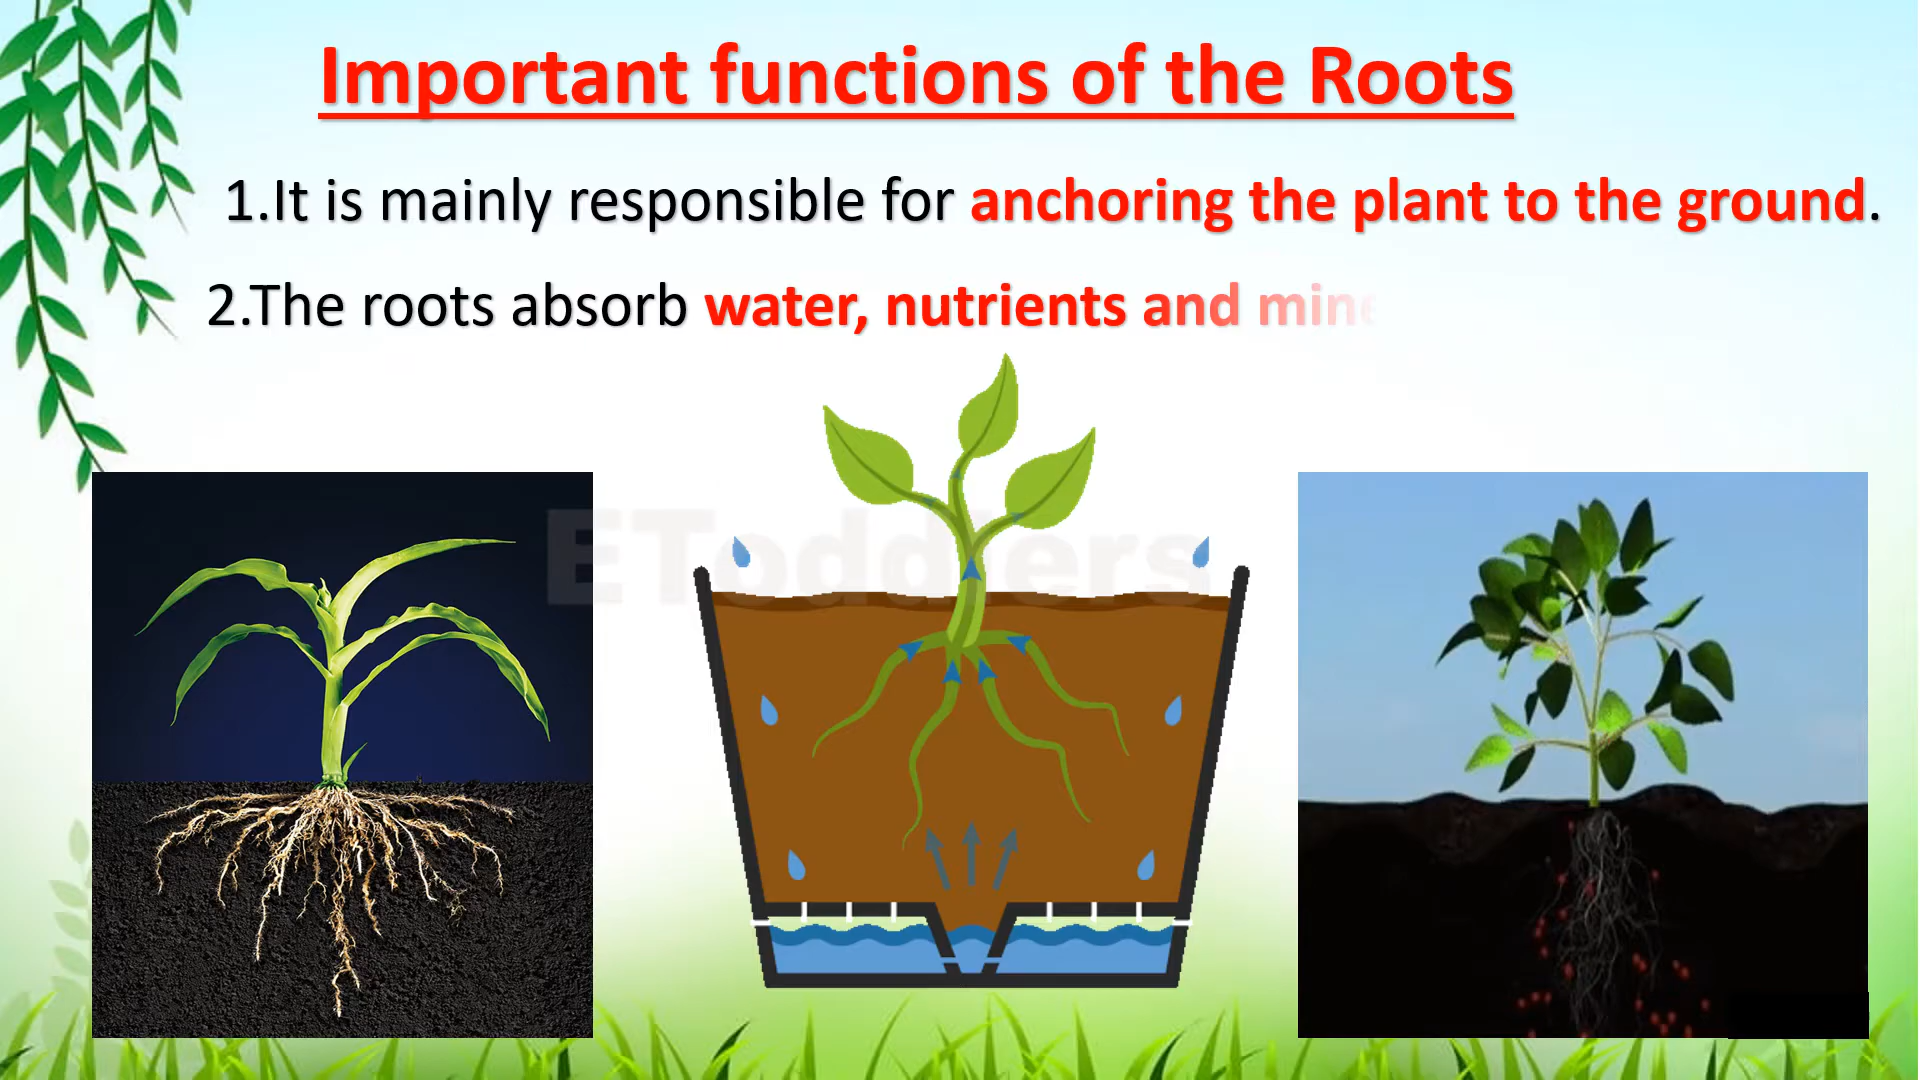 Important functions of the Roots
1.It is mainly responsible for anchoring the plant to the ground.
2.The roots absorb water, nutrients and
EToddlers